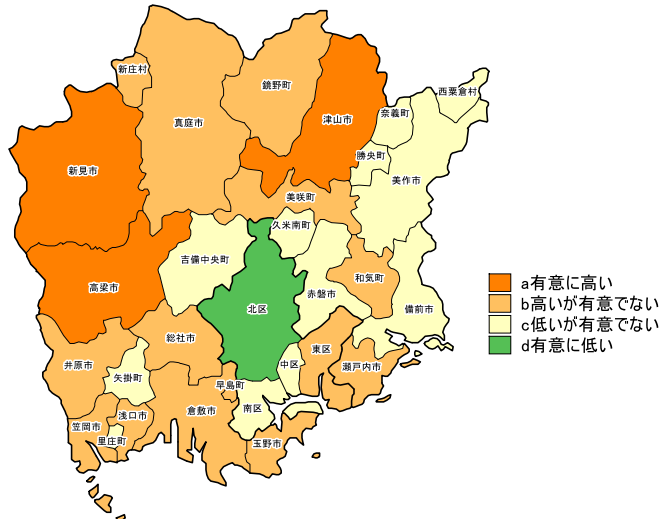 新庄村
鏡野町
西粟倉村
真庭市
津山市
奈義町
勝央町
新見市
美作市
美咲町
久米南町
吉備中央町
和気町
高梁市
赤磐市
北区
備前市
総社市
東区
井原市
中区
瀬戸内市
矢掛町
早島町
浅口市
倉敷市
南区
笠岡市
里庄町
玉野市
a有意に高い
b高いが有意でない
c低いが有意でない
d有意に低い